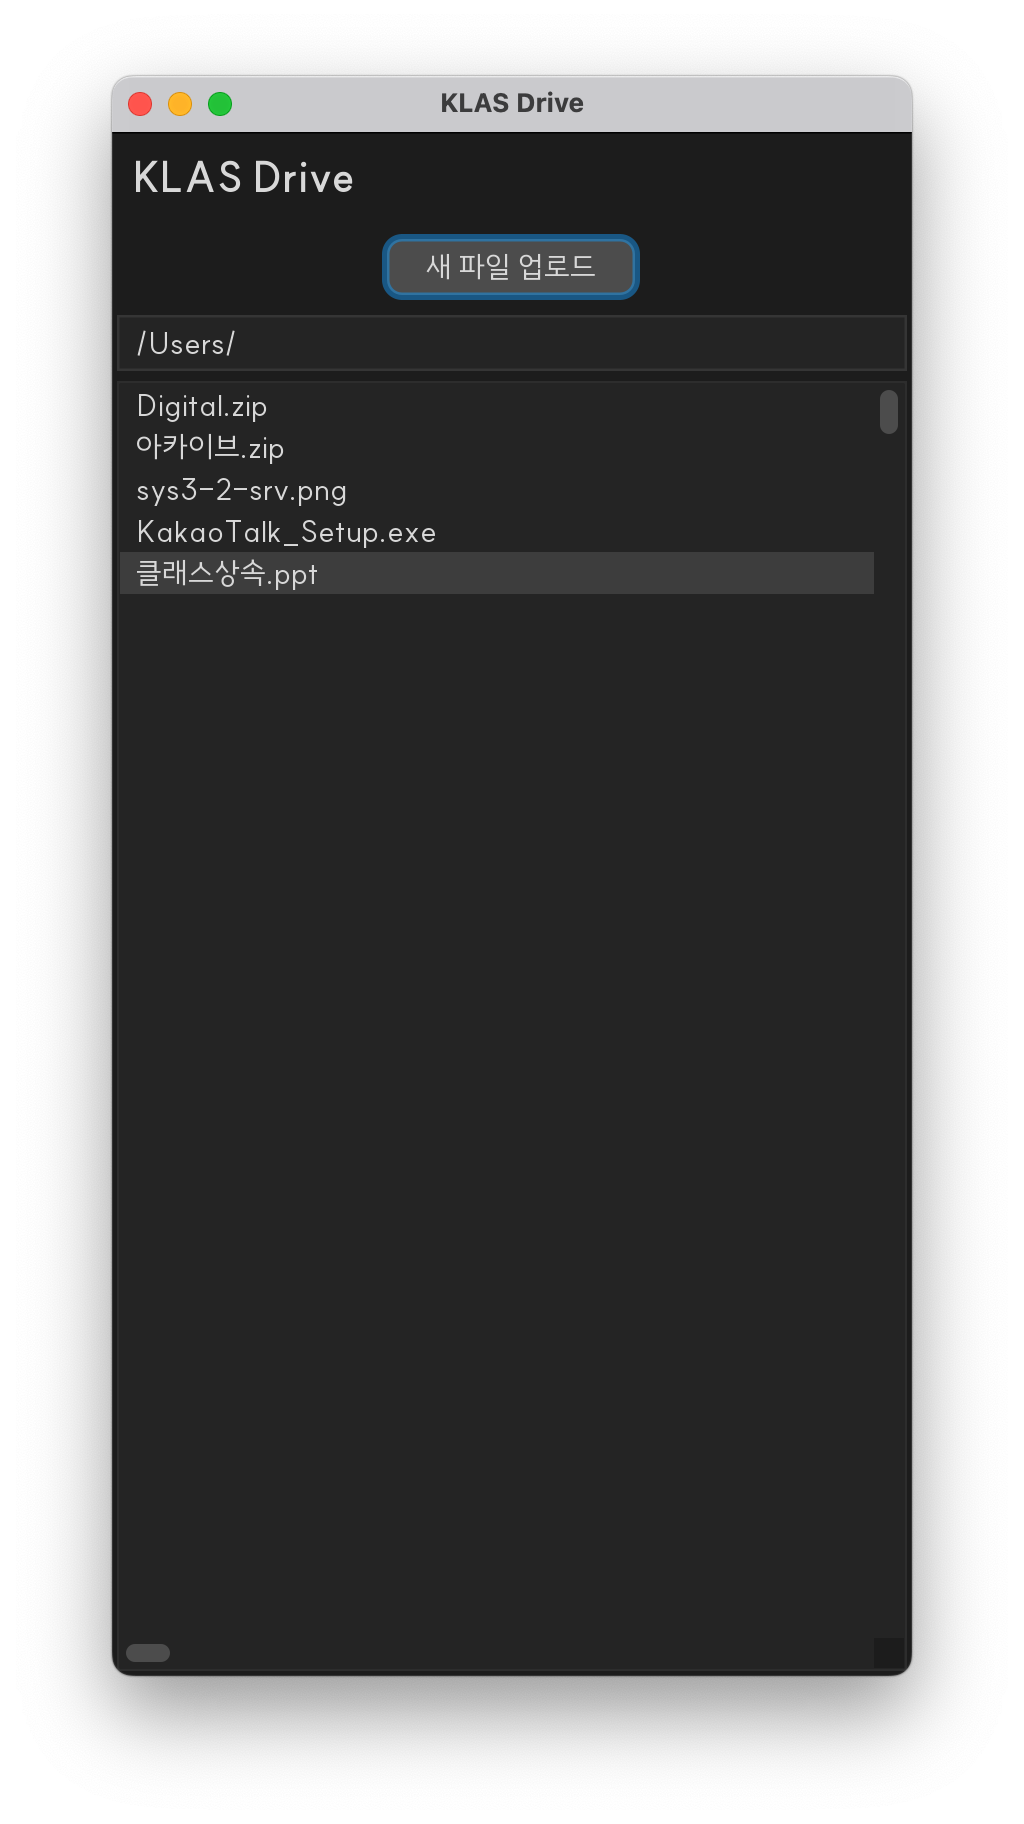 KLAS Drive
KLAS Drive
새 파일 업로드
/Users/
Digital.zip
아카이브.zip
sys3-2-srv.png
KakaoTalk_Setup.exe
클래스상속.ppt